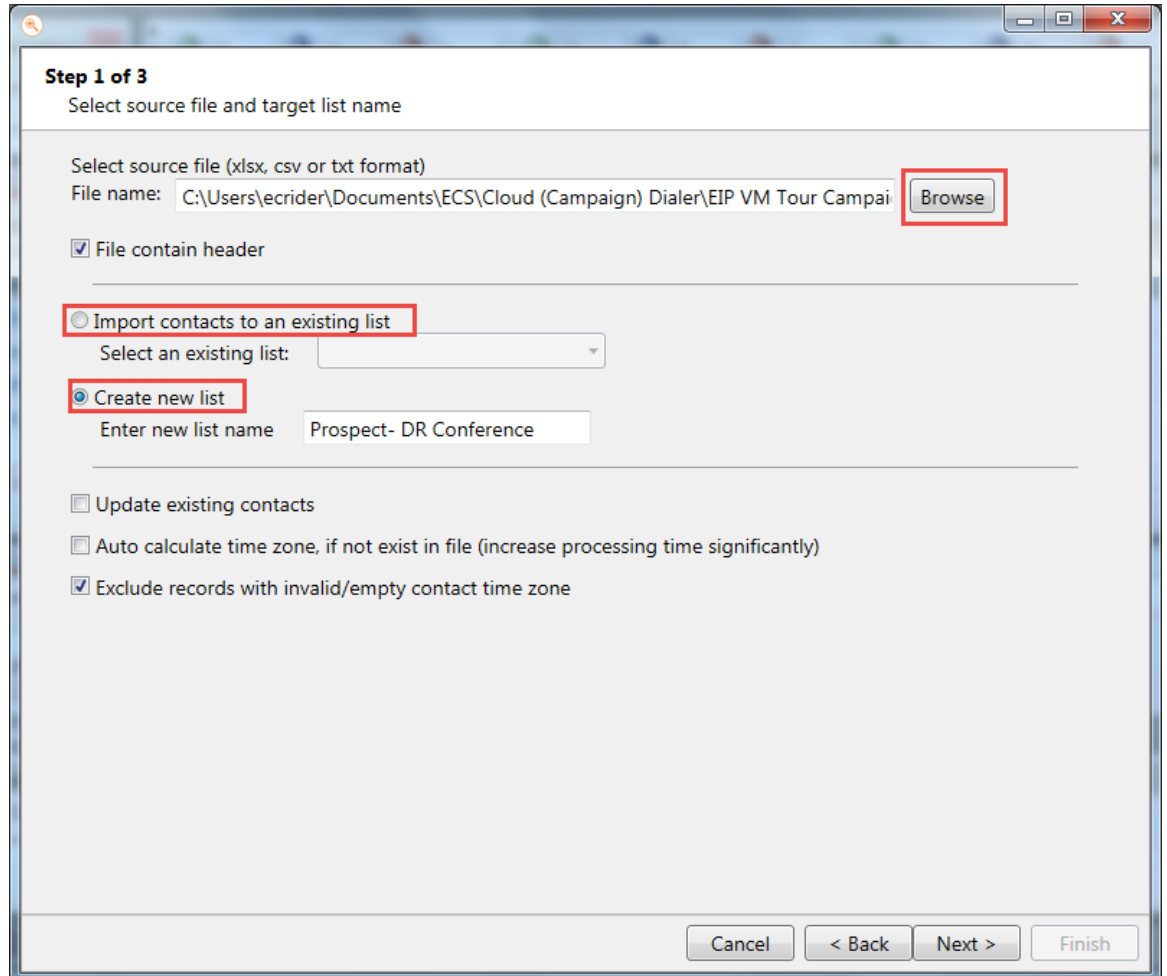 Step 1 of 3
Select source file and target list name
Select source file (xlsx, csv or txt format)
File name: C:\Users\ecrider\Documents\ECS\Cloud (Campaign) Dialer\EIP VM Tour Campai Browse
File contain header
Import contacts to an existing list
Select an existing list:
Create new list
Enter new list name Prospect- DR Conference
Update existing contacts
Auto calculate time zone, if not exist in file (increase processing time significantly)
Exclude records with invalid/empty contact time zone
Cancel < Back Next > Finish